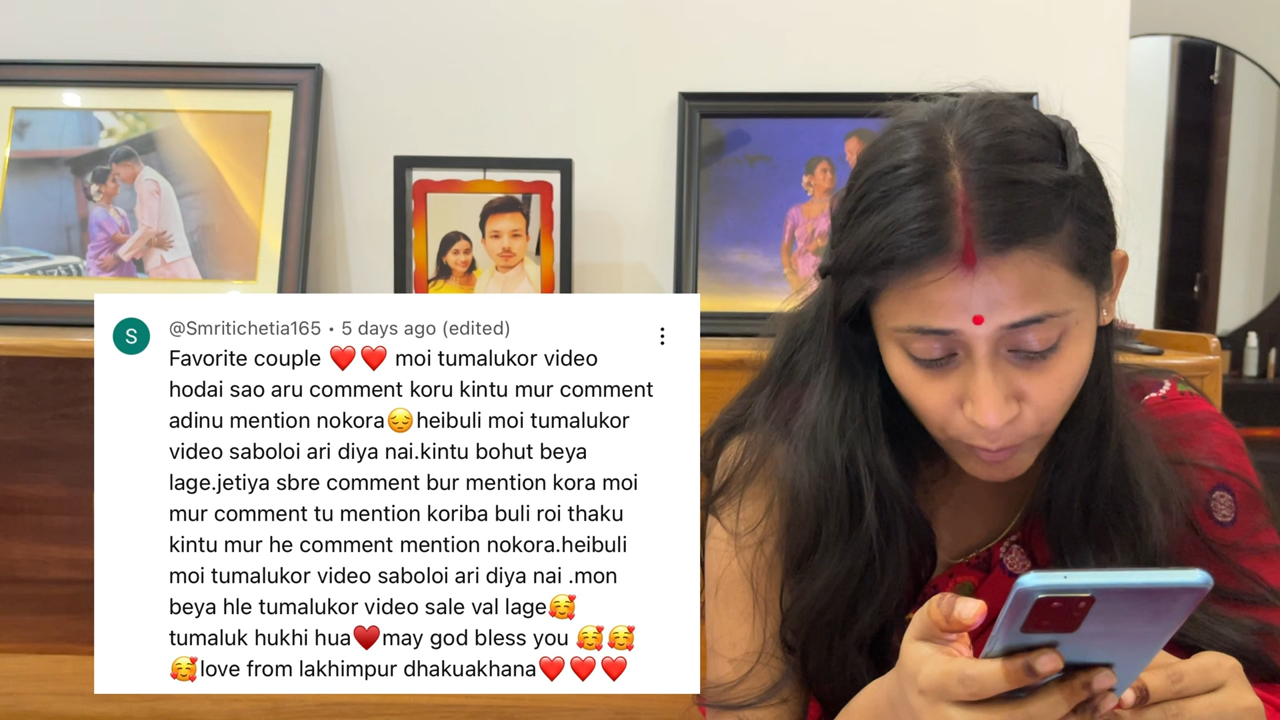 S
@Smritichetia165 • 5 days ago (edited)
Favorite couple ❤️❤️ moi tumalukor video
hodai sao aru comment koru kintu mur comment
adinu mention nokora😔heibuli moi tumalukor
video saboloi ari diya nai.kintu bohut beya
lage.jetiya sbre comment bur mention kora moi
mur comment tu mention koriba buli roi thaku
kintu mur he comment mention nokora.heibuli
moi tumalukor video saboloi ari diya nai .mon
beya hle tumalukor video sale val lage🥰
tumaluk hukhi hua♥️may god bless you 🥰🥰
🥰love from lakhimpur dhakuakhana❤️❤️❤️